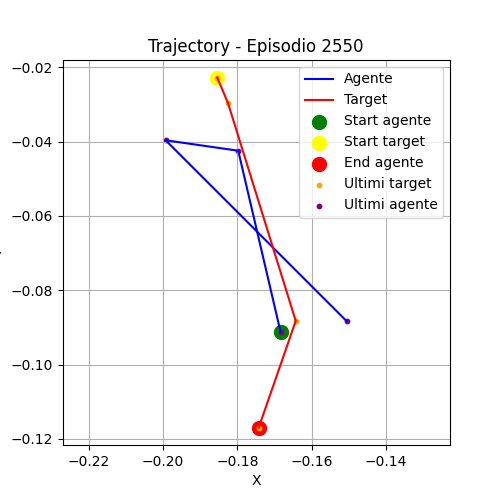 Trajectory - Episodio 2550
−0.02
−0.04
−0.06
−0.08
−0.10
−0.12
Agente
Target
Start agente
Start target
End agente
Ultimi target
Ultimi agente
−0.22
−0.20
−0.18
−0.16
−0.14
X